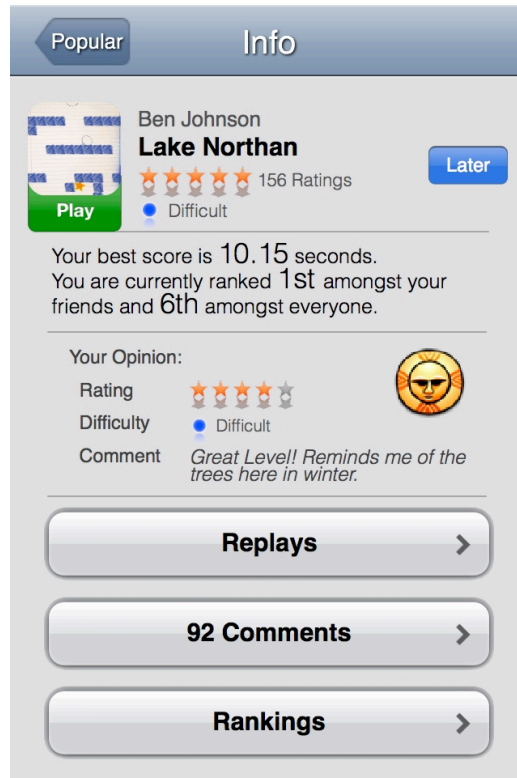 Popular
Info
Ben Johnson
Lake Northan
156 Ratings
Later
Play
Difficult
Your best score is 10.15 seconds.
You are currently ranked 1st amongst your
friends and 6th amongst everyone.
Your Opinion:
Rating
Difficulty
Difficult
Comment
Great Level! Reminds me of the
trees here in winter.
Replays
92 Comments
Rankings